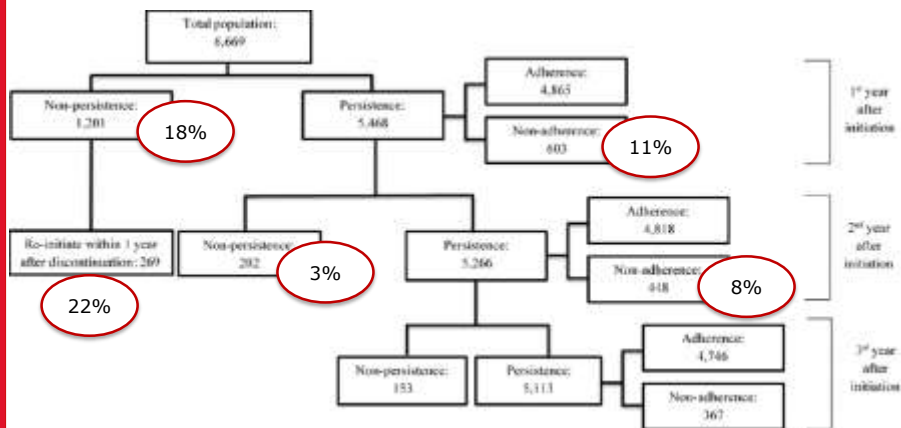 Total population:
6,669
Non-persistence:
1,201
18%
Persistence:
5,468
Adherence:
4,865
Non-adherence:
603
11%
1st year
after
initiation
Re-initiate within 1 year
after discontinuation: 269
22%
Non-persistence:
202
3%
Persistence:
5,266
Adherence:
4,818
Non-adherence:
448
8%
2nd year
after
initiation
Non-persistence:
153
Persistence:
5,113
Adherence:
4,746
Non-adherence:
367
3rd year
after
initiation